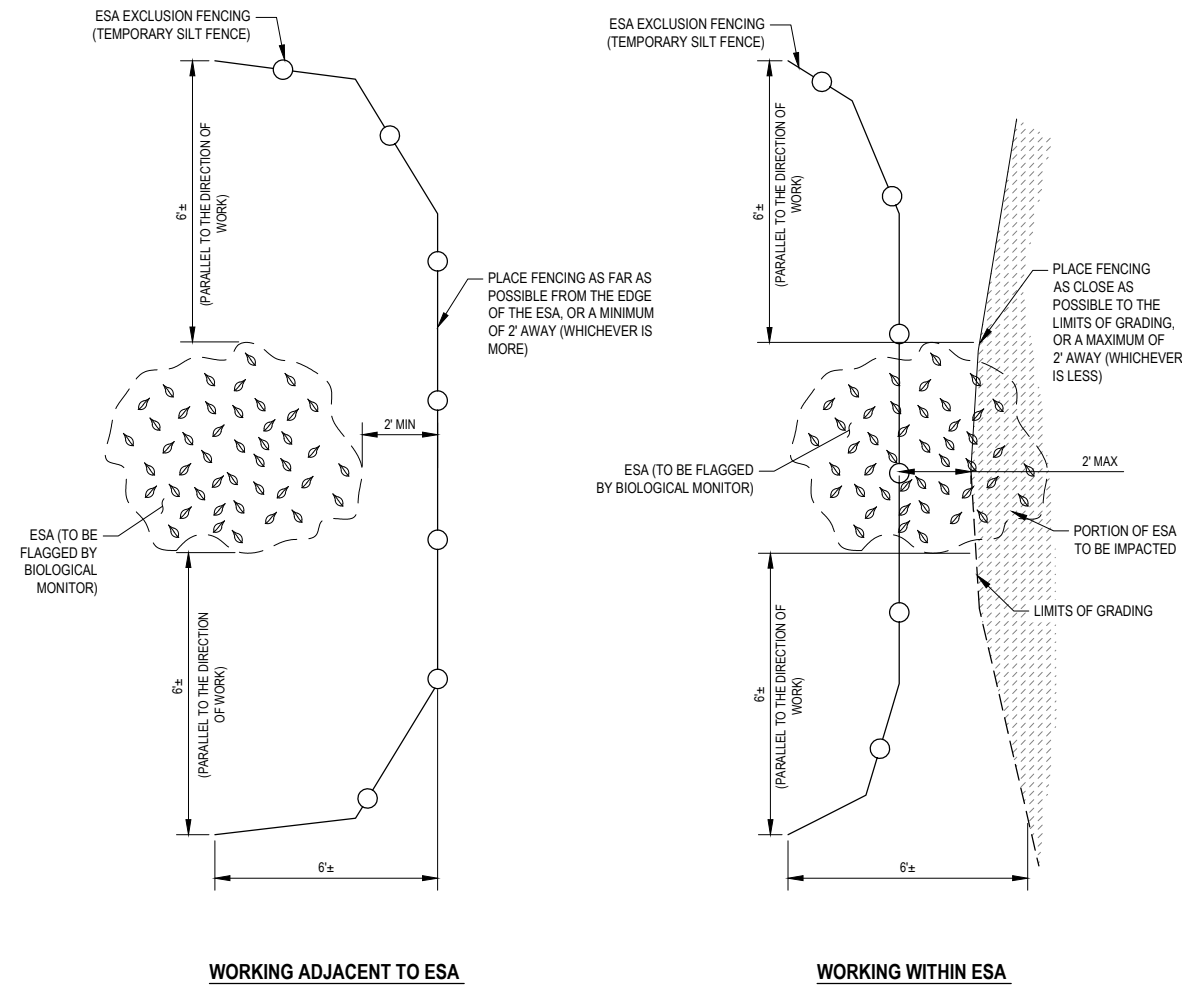 ESA EXCLUSION FENCING
(TEMPORARY SILT FENCE)
6'±
(PARALLEL TO THE DIRECTION OF
WORK)
PLACE FENCING AS FAR AS
POSSIBLE FROM THE EDGE
OF THE ESA, OR A MINIMUM
OF 2' AWAY (WHICHEVER IS
MORE)
2' MIN
ESA (TO BE
FLAGGED BY
BIOLOGICAL
MONITOR)
6'±
(PARALLEL TO THE DIRECTION
OF WORK)
6'±
WORKING ADJACENT TO ESA
ESA EXCLUSION FENCING
(TEMPORARY SILT FENCE)
6'±
(PARALLEL TO THE DIRECTION OF
WORK)
PLACE FENCING
AS CLOSE AS
POSSIBLE TO THE
LIMITS OF GRADING,
OR A MAXIMUM OF
2' AWAY (WHICHEVER
IS LESS)
ESA (TO BE FLAGGED
BY BIOLOGICAL MONITOR)
2' MAX
PORTION OF ESA
TO BE IMPACTED
LIMITS OF GRADING
6'±
(PARALLEL TO THE DIRECTION OF
WORK)
6'±
WORKING WITHIN ESA